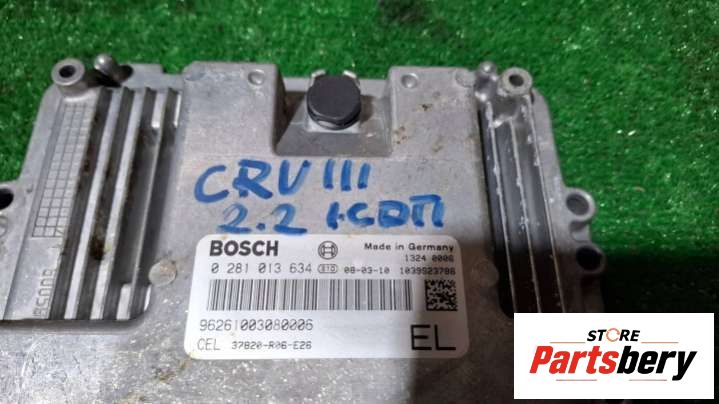 CRV III
2.2 i-CDTI
BOSCH
Made in Germany
1324 0006
0 281 013 634 S10 08-03-10 1039S23786
96261003080006
CEL 37820-R06-E26
EL
STORE
Partsbery